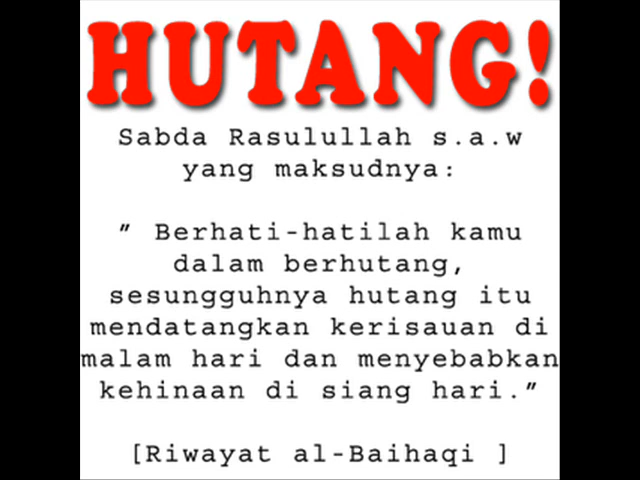 HUTANG!
Sabda Rasulullah s.a.w
yang maksudnya:
" Berhati-hatilah kamu
dalam berhutang,
sesungguhnya hutang itu
mendatangkan kerisauan di
malam hari dan menyebabkan
kehinaan di siang hari."
[Riwayat al-Baihaqi ]